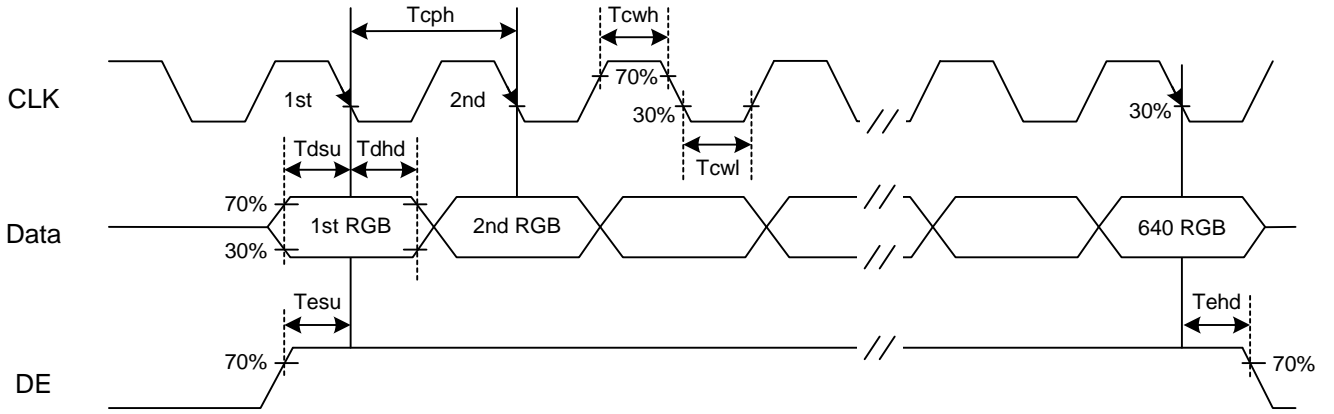 Tcph
Tcwh
CLK
1st
2nd
70%
30%
30%
Tcwl
Tdsu
Tdhd
Data
70%
30%
1st RGB
2nd RGB
640 RGB
Tesu
Tehd
DE
70%
70%